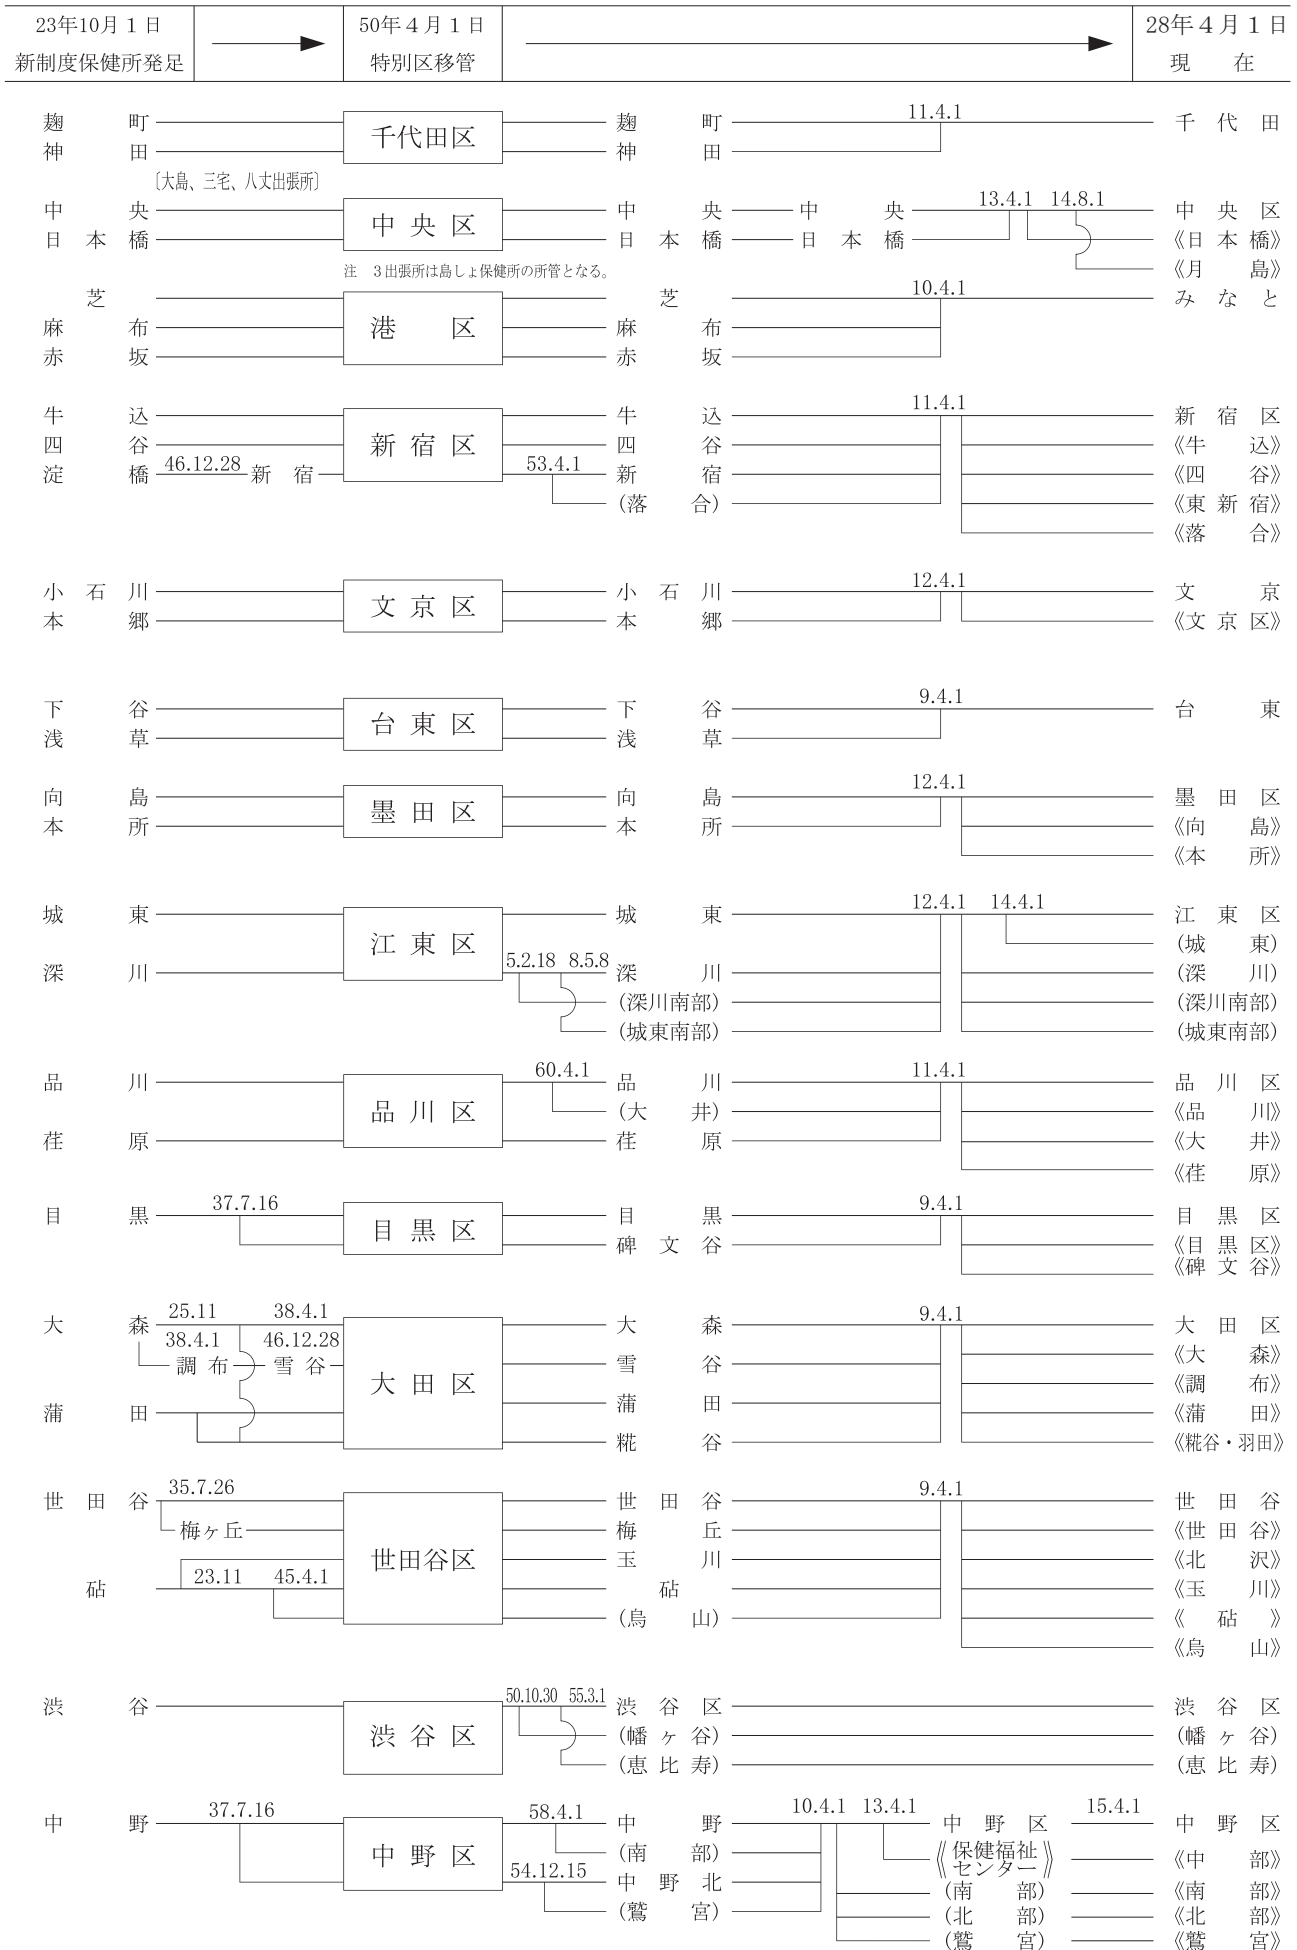 23年10月1日 50年4月1日 28年4月1日
新制度保健所発足 特別区移管 現在
麹町 千代田区 麹町 11.4.1 千代田
神田 神田
〔大島、三宅、八丈出張所〕
中央 中央区 中央 中央 13.4.1 14.8.1 中央区
日本橋 日本橋 日本橋 《日本橋》
注 3出張所は島しょ保健所の所管となる。 《月島》
芝 港区 芝 10.4.1 みなと
麻布 麻布
赤坂 赤坂
牛込 新宿区 牛込 11.4.1 新宿区
四谷 四谷 《牛込》
淀橋 46.12.28 新宿 53.4.1 新宿 《四谷》
(落合) 《東新宿》
《落合》
小石川 文京区 小石川 12.4.1 文京
本郷 本郷 《文京区》
下谷 台東区 下谷 9.4.1 台東
浅草 浅草
向島 墨田区 向島 12.4.1 墨田区
本所 本所 《向島》
《本所》
城東 江東区 城東 12.4.1 14.4.1 江東区
(城東)
深川 5.2.18 8.5.8 深川 (深川)
(深川南部) (深川南部)
(城東南部) (城東南部)
品川 品川区 60.4.1 品川 11.4.1 品川区
(大井) 《品川》
荏原 荏原 《大井》
《荏原》
目黒 37.7.16 目黒区 目黒 9.4.1 目黒区
碑文谷 《目黒区》
《碑文谷》
大森 25.11 38.4.1 大田区 大森 9.4.1 大田区
38.4.1 46.12.28 《大森》
調布 雪谷 雪谷 《調布》
蒲田 蒲田 《蒲田》
糀谷 《糀谷・羽田》
世田谷 35.7.26 世田谷区 世田谷 9.4.1 世田谷
梅ヶ丘 梅丘 《世田谷》
玉川 《北沢》
砧 23.11 45.4.1 砧 《玉川》
(烏山) 《砧》
《烏山》
渋谷 渋谷区 50.10.30 55.3.1 渋谷区 渋谷区
(幡ヶ谷) (幡ヶ谷)
(恵比寿) (恵比寿)
中野 37.7.16 中野区 58.4.1 中野 10.4.1 13.4.1 中野区 15.4.1 中野区
(南部) 《保健福祉センター》 《中部》
54.12.15 中野北 (南部) 《南部》
(鷺宮) (北部) 《北部》
(鷺宮) 《鷺宮》